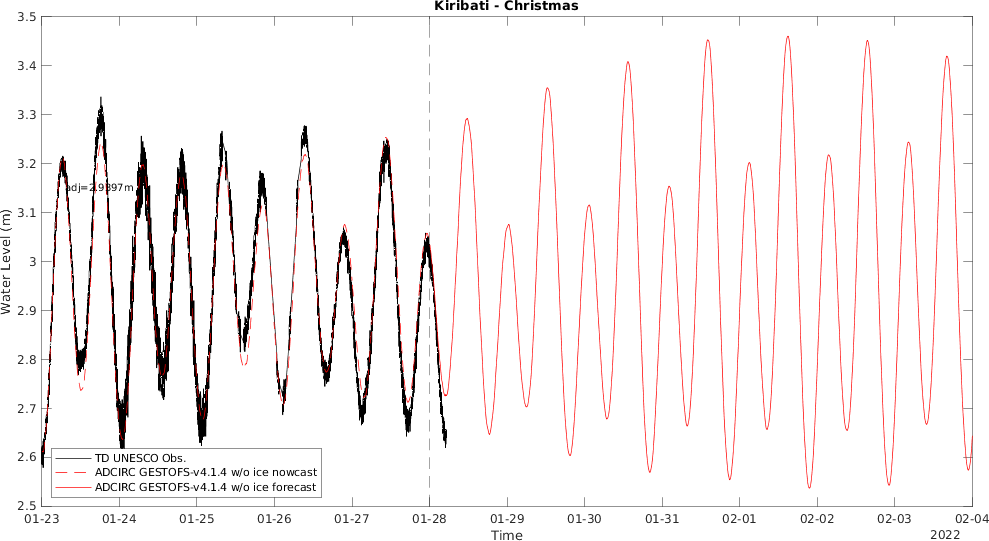 Kiribati - Christmas
3.5
3.4
3.3
3.2
3.1
3
2.9
2.8
2.7
2.6
2.5
Water Level (m)
adj=2.9397m
TD UNESCO Obs.
ADCIRC GESTOFS-v4.1.4 w/o ice nowcast
ADCIRC GESTOFS-v4.1.4 w/o ice forecast
01-23 01-24 01-25 01-26 01-27 01-28 01-29 01-30 01-31 02-01 02-02 02-03 02-04
Time
2022